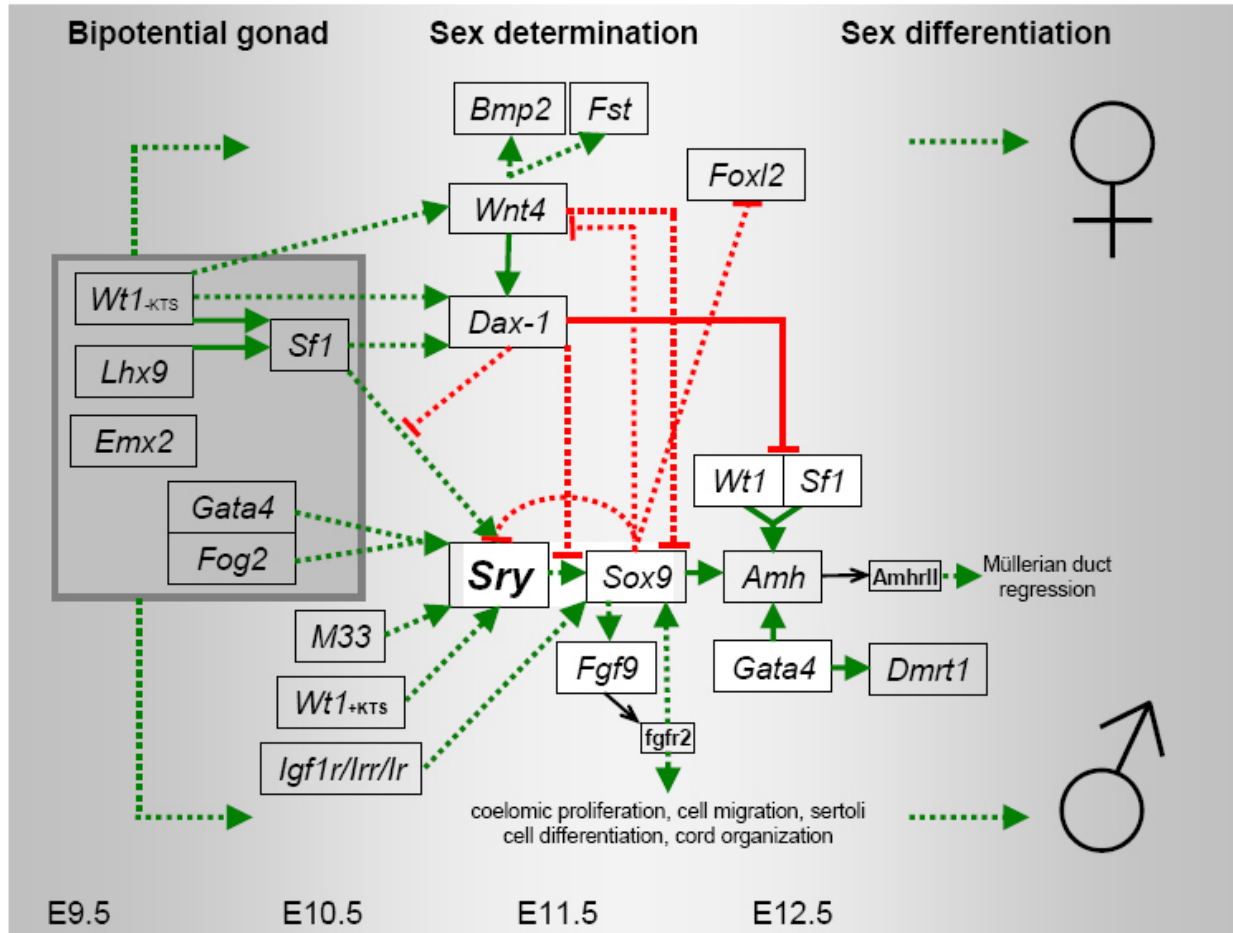 Bipotential gonad
Sex determination
Sex differentiation
Bmp2
Fst
Foxl2
Wnt4
Wt1-KTS
Dax-1
Sf1
Lhx9
Emx2
Wt1
Sf1
Gata4
Fog2
Sry
Sox9
Amh
AmhrII
Müllerian duct
regression
M33
Fgf9
Gata4
Dmrt1
Wt1+KTS
fgfr2
Igf1r/Irr/Ir
coelomic proliferation, cell migration, sertoli
cell differentiation, cord organization
E9.5
E10.5
E11.5
E12.5